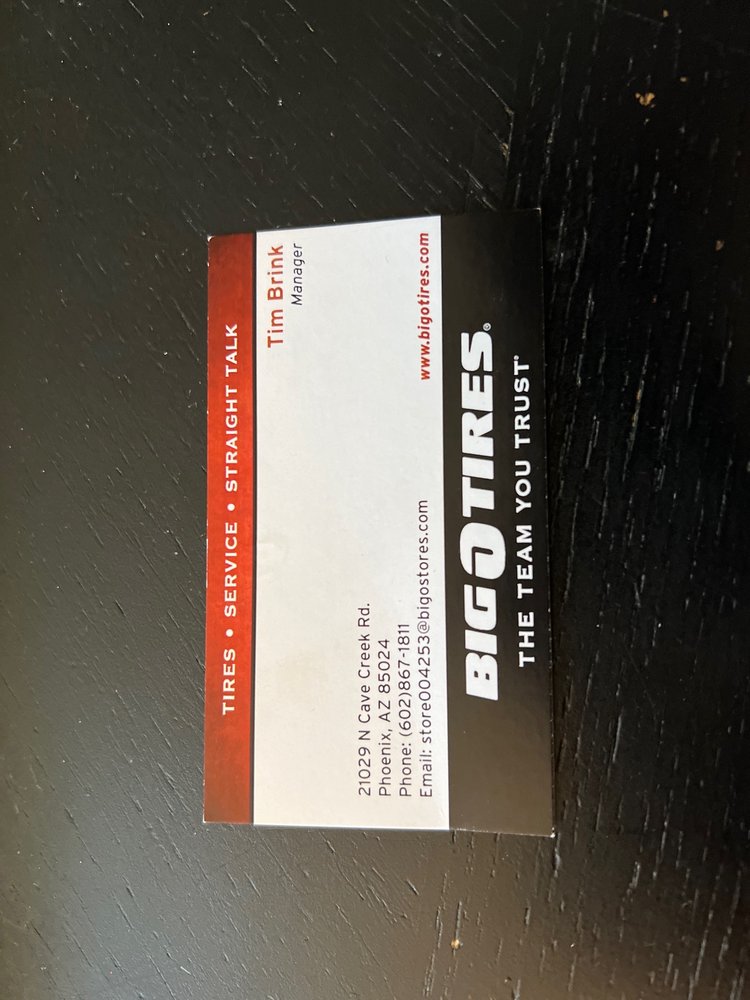 TIRES • SERVICE • STRAIGHT TALK
Tim Brink
Manager
21029 N Cave Creek Rd.
Phoenix, AZ 85024
Phone: (602)867-1811
Email: store004253@bigostores.com
www.bigotires.com
BIG O TIRES®
THE TEAM YOU TRUST®